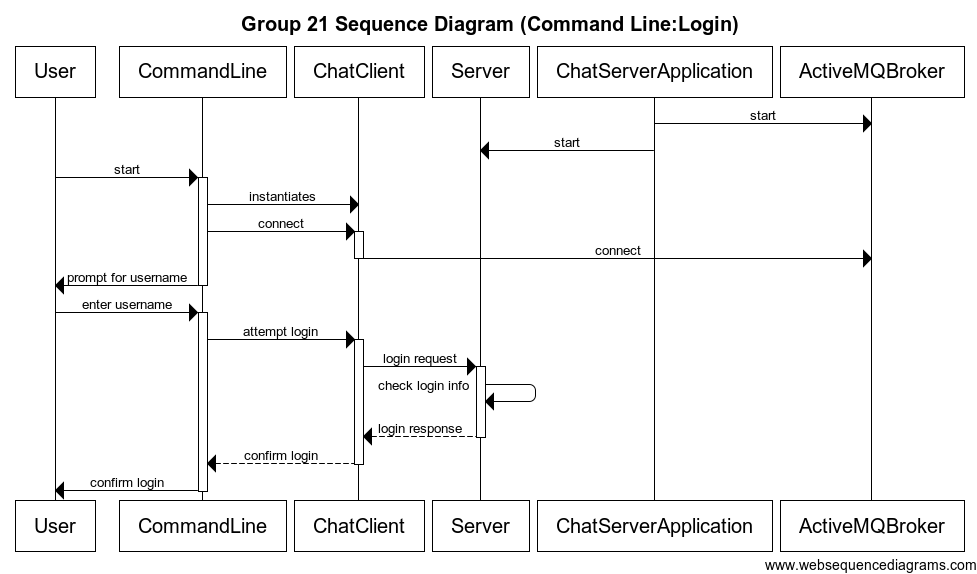 Group 21 Sequence Diagram (Command Line:Login)
User CommandLine ChatClient Server ChatServerApplication ActiveMQBroker
start
start
start
instantiates
connect
connect
prompt for username
enter username
attempt login
login request
check login info
login response
confirm login
confirm login
User CommandLine ChatClient Server ChatServerApplication ActiveMQBroker
www.websequencediagrams.com